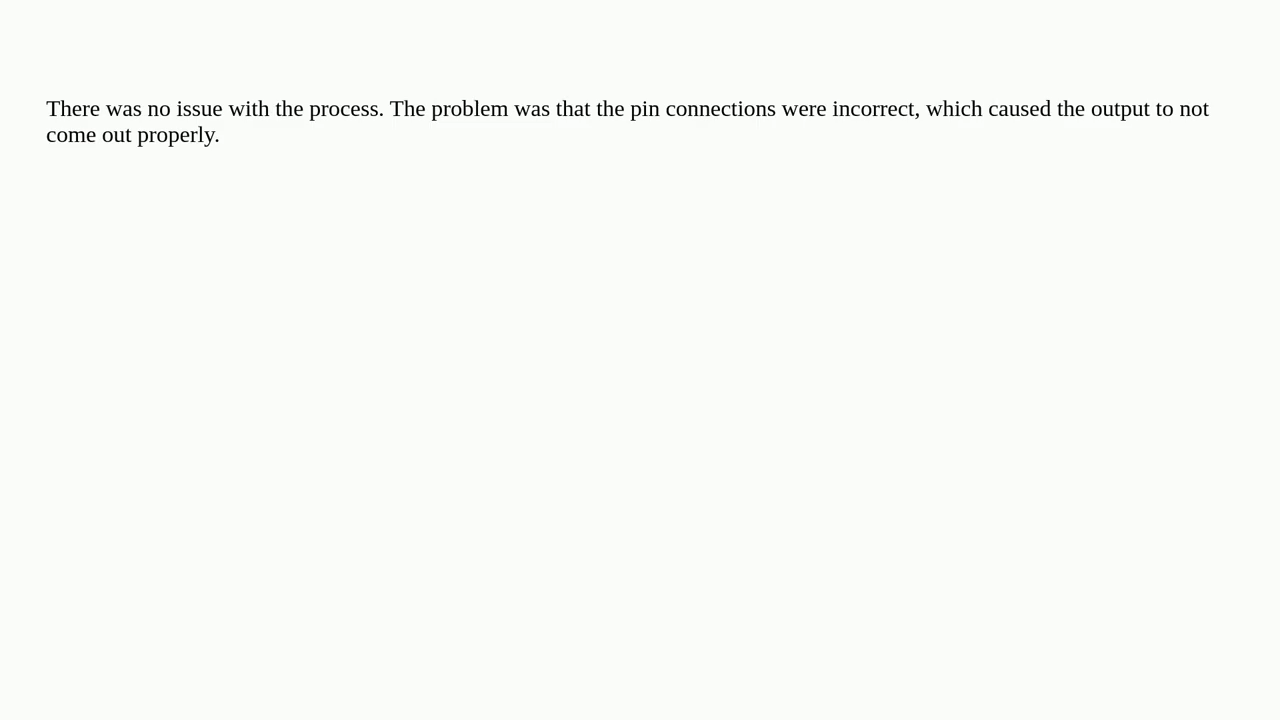 There was no issue with the process. The problem was that the pin connections were incorrect, which caused the output to not
come out properly.